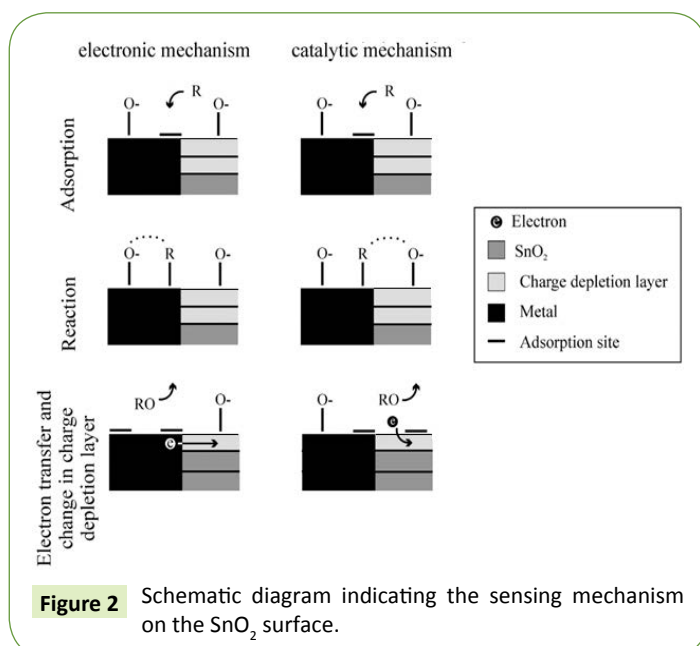 electronic mechanism
catalytic mechanism
Adsorption
O-
R
O-
O-
R
O-
Reaction
O-
R
O-
O-
R
O-
Electron transfer and
change in charge
depletion layer
RO
O-
e
O-
RO
e
e Electron
SnO₂
Charge depletion layer
Metal
Adsorption site
Figure 2 Schematic diagram indicating the sensing mechanism
on the SnO₂ surface.